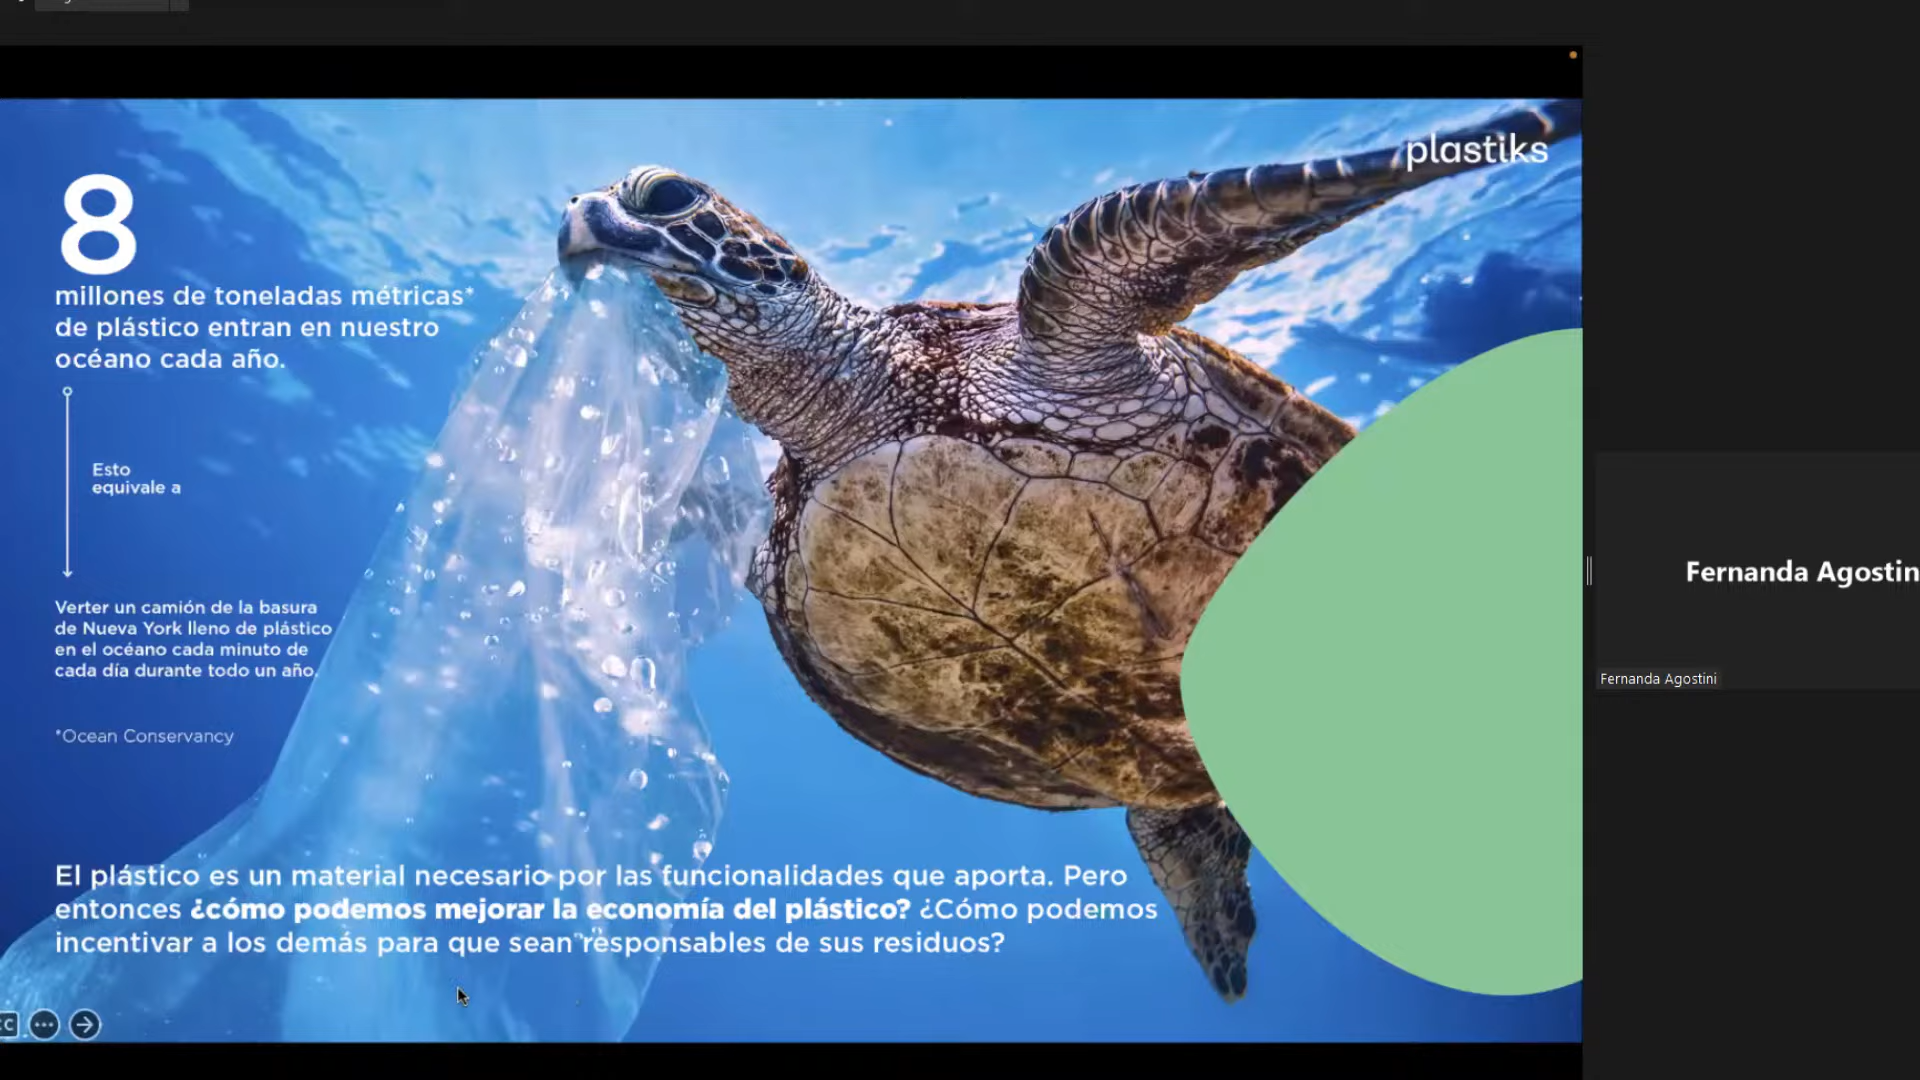 plastiks
8
millones de toneladas métricas*
de plástico entran en nuestro
océano cada año.
Esto
equivale a
Verter un camión de la basura
de Nueva York lleno de plástico
en el océano cada minuto de
cada día durante todo un año.
*Ocean Conservancy
El plástico es un material necesario por las funcionalidades que aporta. Pero
entonces ¿cómo podemos mejorar la economía del plástico? ¿Cómo podemos
incentivar a los demás para que sean responsables de sus residuos?
Fernanda Agostin
Fernanda Agostini